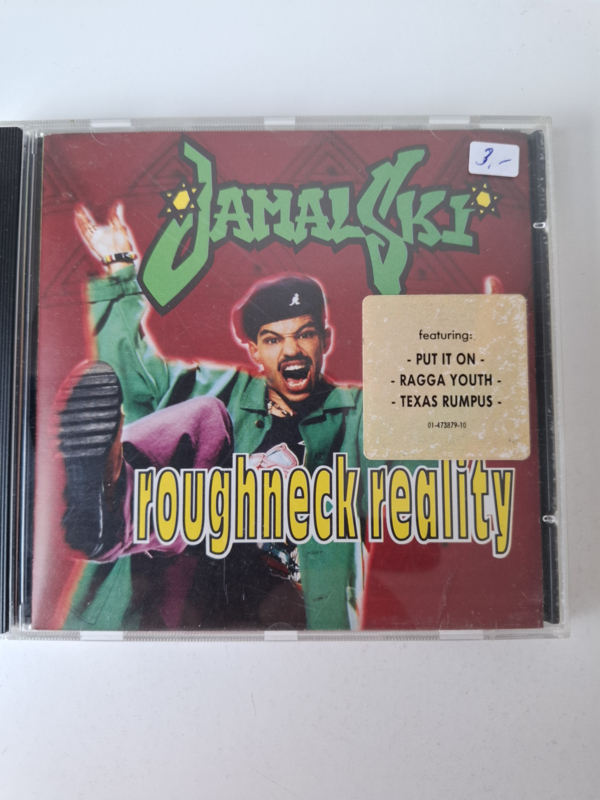 3,-
JAMALSKI
featuring:
- PUT IT ON -
- RAGGA YOUTH -
- TEXAS RUMPUS -
01-473879-10
roughneck reality